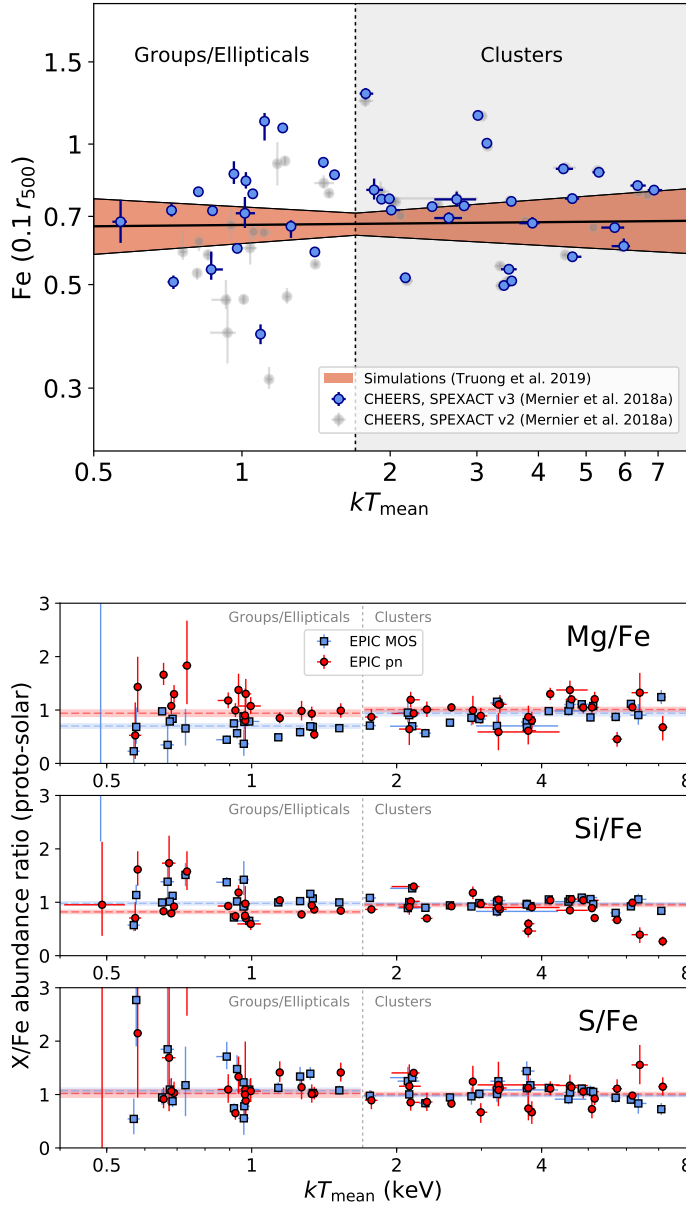 1.5
1
0.7
0.5
0.3
Fe (0.1 r500)
Groups/Ellipticals
Clusters
Simulations (Truong et al. 2019)
CHEERS, SPEXACT v3 (Mernier et al. 2018a)
CHEERS, SPEXACT v2 (Mernier et al. 2018a)
0.5 1 2 3 4 5 6 7
kTmean
X/Fe abundance ratio (proto-solar)
3
2
1
0
Groups/Ellipticals
Clusters
EPIC MOS
EPIC pn
Mg/Fe
0.5 1 2 4 8
3
2
1
0
Groups/Ellipticals
Clusters
Si/Fe
0.5 1 2 4 8
3
2
1
0
Groups/Ellipticals
Clusters
S/Fe
0.5 1 2 4 8
kTmean (keV)